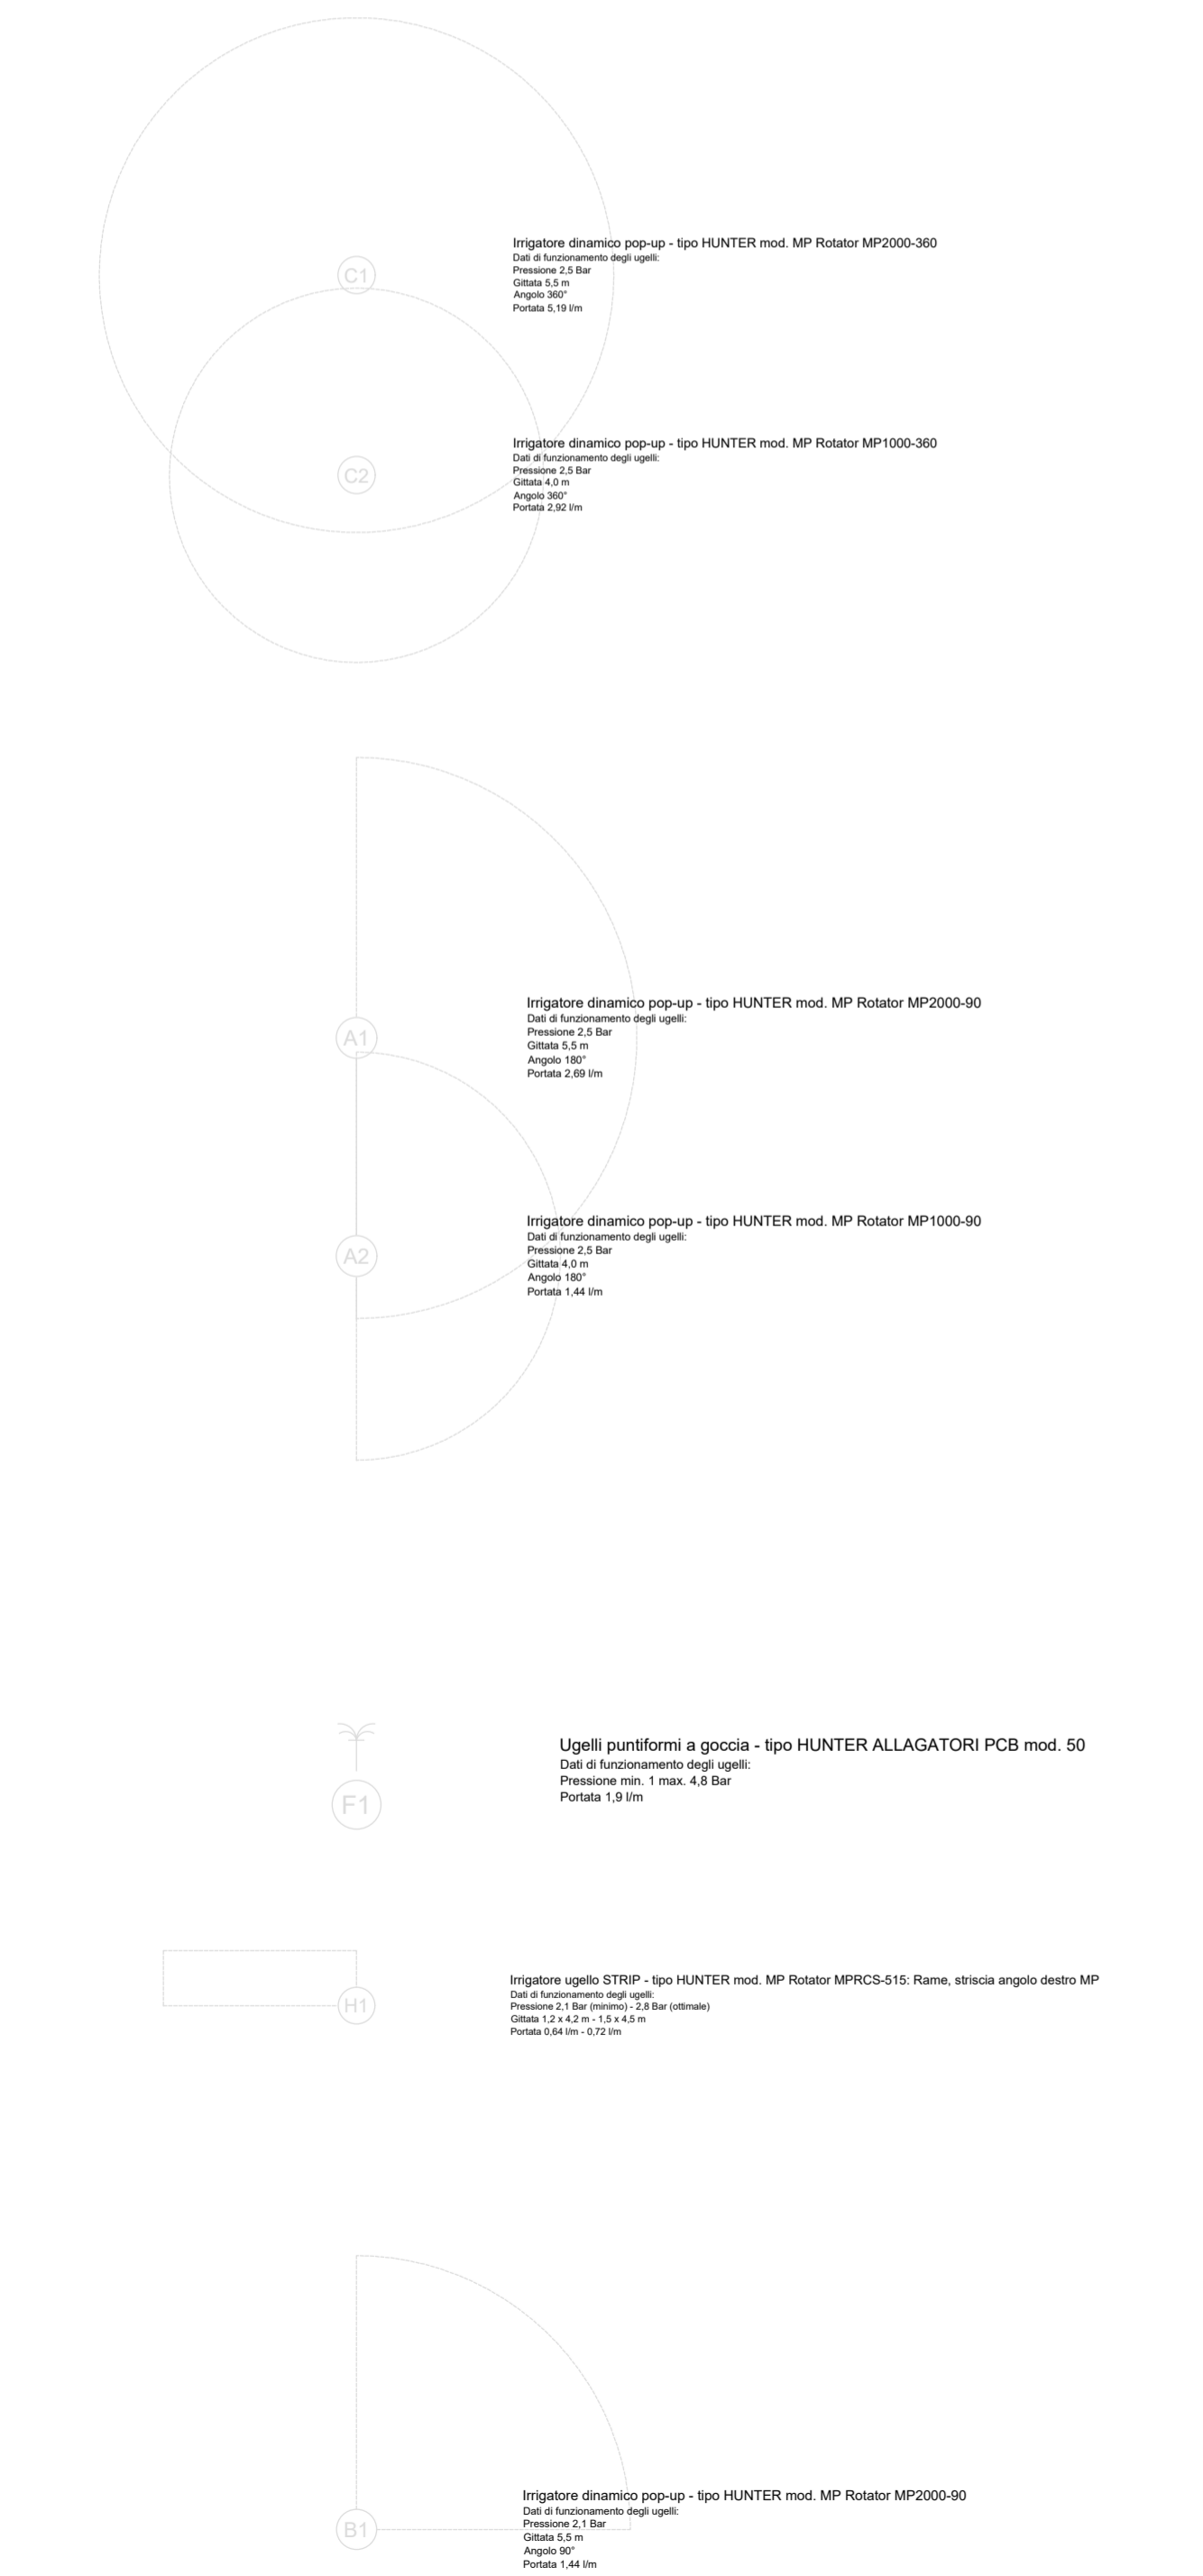 Irrigatore dinamico pop-up - tipo HUNTER mod. MP Rotator MP2000-360
Dati di funzionamento degli ugelli:
Pressione 2,5 Bar
C1
Gittata 5,5 m
Angolo 360°
Portata 5,19 l/m
Irrigatore dinamico pop-up - tipo HUNTER mod. MP Rotator MP1000-360
Dati di funzionamento degli ugelli:
Pressione 2,5 Bar
C2
Gittata 4,0 m
Angolo 360°
Portata 2,92 l/m
Irrigatore dinamico pop-up - tipo HUNTER mod. MP Rotator MP2000-90
Dati di funzionamento degli ugelli:
Pressione 2,5 Bar
A1
Gittata 5,5 m
Angolo 180°
Portata 2,69 l/m
Irrigatore dinamico pop-up - tipo HUNTER mod. MP Rotator MP1000-90
Dati di funzionamento degli ugelli:
Pressione 2,5 Bar
A2
Gittata 4,0 m
Angolo 180°
Portata 1,44 l/m
Ugelli puntiformi a goccia - tipo HUNTER ALLAGATORI PCB mod. 50
Dati di funzionamento degli ugelli:
Pressione min. 1 max. 4,8 Bar
Portata 1,9 l/m
F1
Irrigatore ugello STRIP - tipo HUNTER mod. MP Rotator MPRCS-515: Rame, striscia angolo destro MP
Dati di funzionamento degli ugelli:
H1
Pressione 2,1 Bar (minimo) - 2,8 Bar (ottimale)
Gittata 1,2 x 4,2 m - 1,5 x 4,5 m
Portata 0,64 l/m - 0,72 l/m
Irrigatore dinamico pop-up - tipo HUNTER mod. MP Rotator MP2000-90
Dati di funzionamento degli ugelli:
Pressione 2,1 Bar
B1
Gittata 5,5 m
Angolo 90°
Portata 1,44 l/m